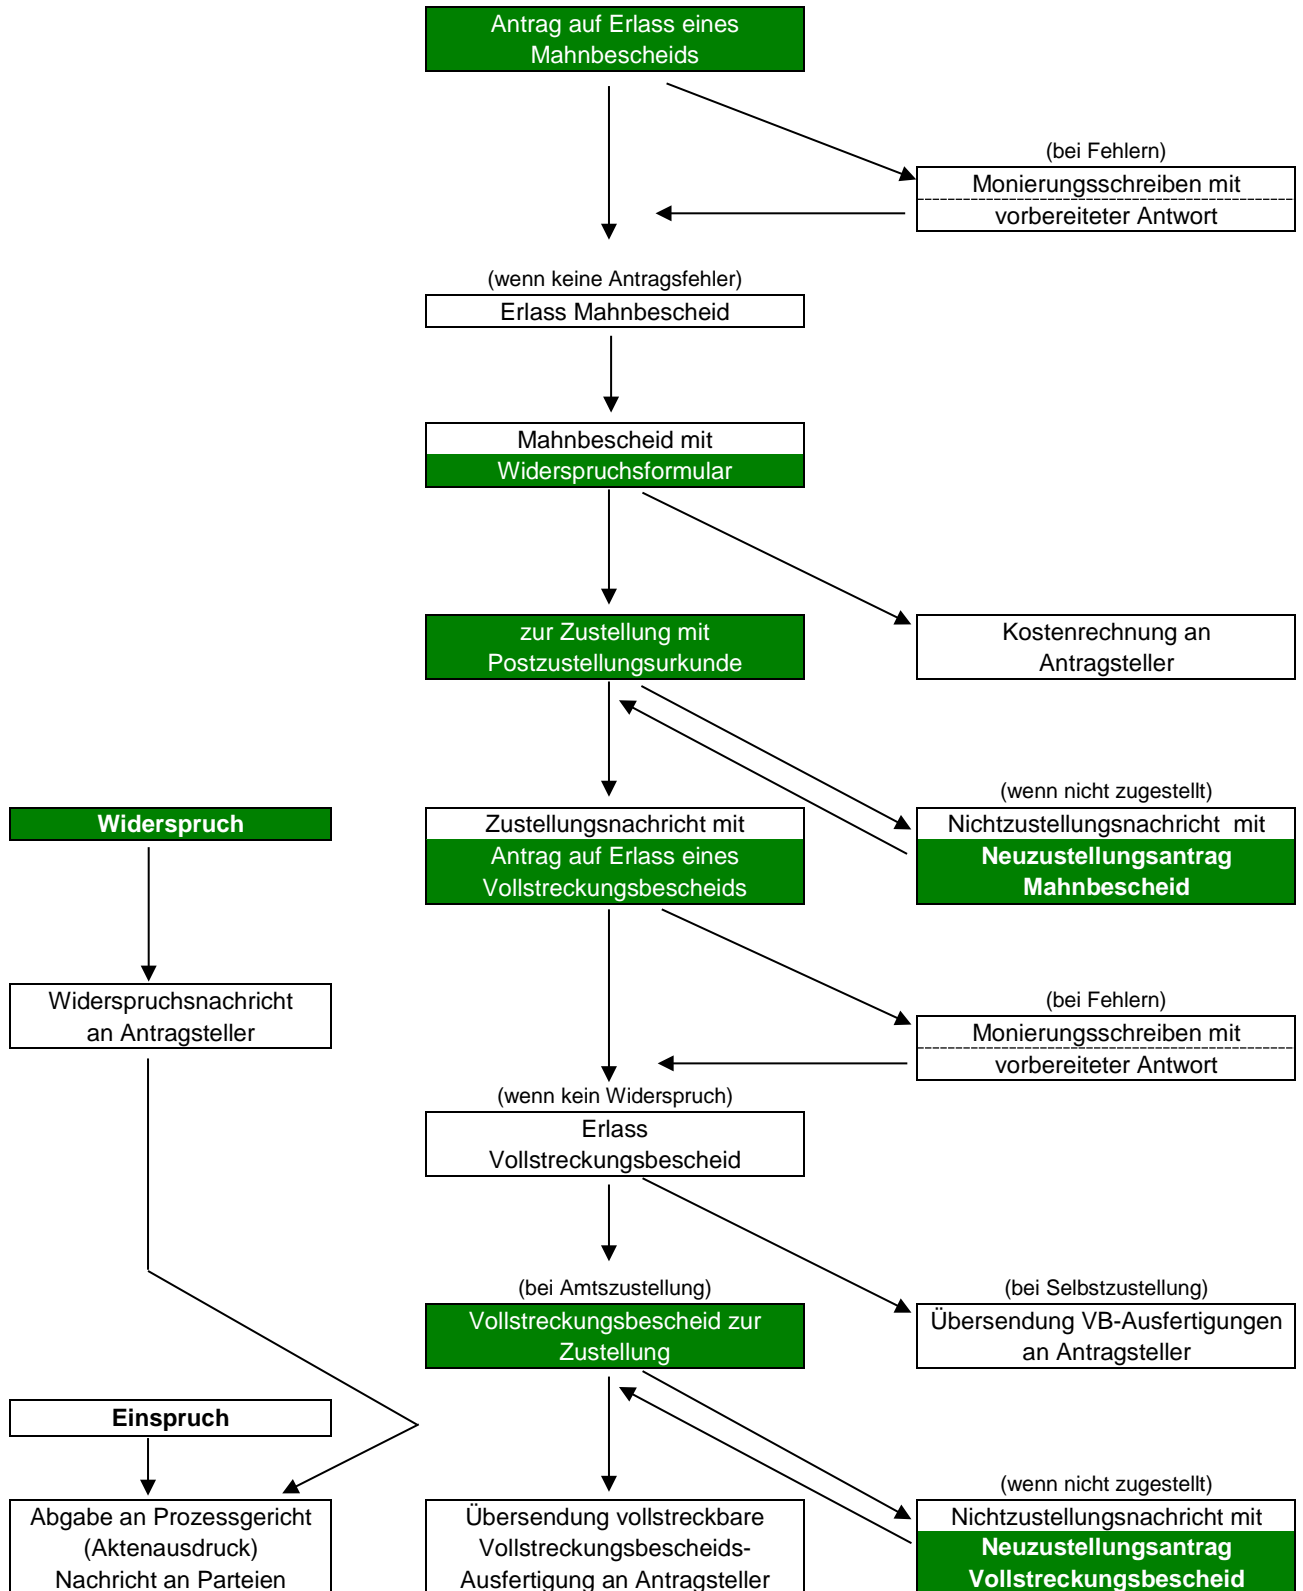 Antrag auf Erlass eines
Mahnbescheids
(bei Fehlern)
Monierungsschreiben mit
vorbereiteter Antwort
(wenn keine Antragsfehler)
Erlass Mahnbescheid
Mahnbescheid mit
Widerspruchsformular
zur Zustellung mit
Postzustellungsurkunde
Kostenrechnung an
Antragsteller
(wenn nicht zugestellt)
Widerspruch
Zustellungsnachricht mit
Antrag auf Erlass eines
Vollstreckungsbescheids
Nichtzustellungsnachricht mit
Neuzustellungsantrag
Mahnbescheid
Widerspruchsnachricht
an Antragsteller
(bei Fehlern)
Monierungsschreiben mit
vorbereiteter Antwort
(wenn kein Widerspruch)
Erlass
Vollstreckungsbescheid
(bei Amtszustellung)
Vollstreckungsbescheid zur
Zustellung
(bei Selbstzustellung)
Übersendung VB-Ausfertigungen
an Antragsteller
Einspruch
(wenn nicht zugestellt)
Abgabe an Prozessgericht
(Aktenausdruck)
Nachricht an Parteien
Übersendung vollstreckbare
Vollstreckungsbescheids-
Ausfertigung an Antragsteller
Nichtzustellungsnachricht mit
Neuzustellungsantrag
Vollstreckungsbescheid